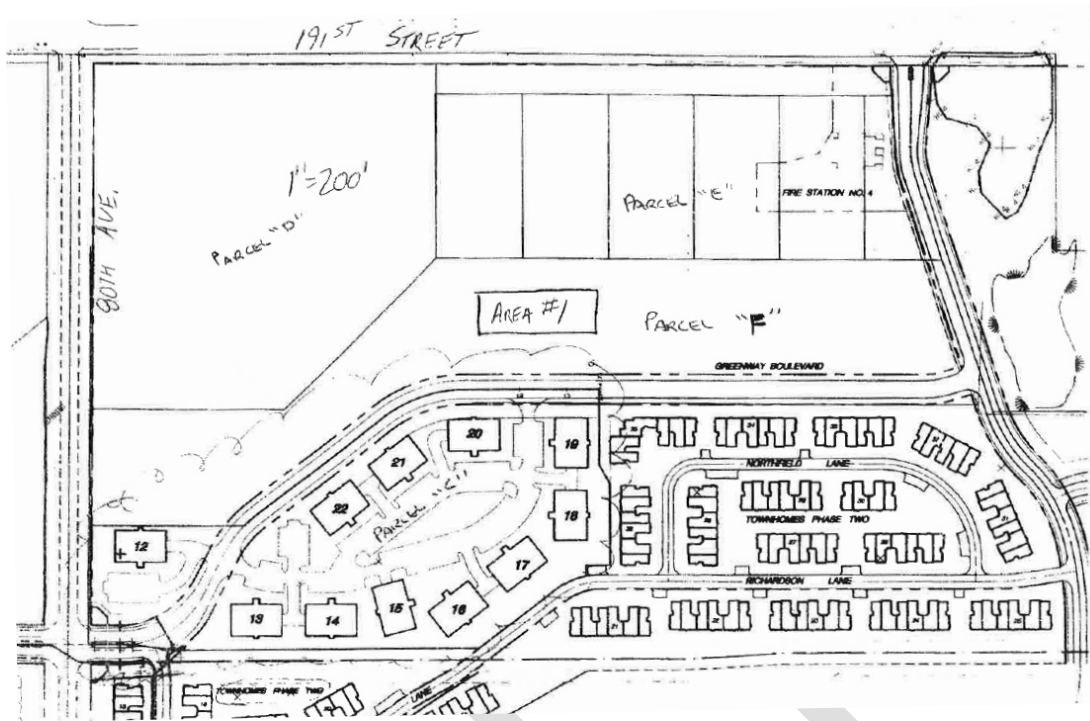 191ST STREET
1"=200'
80TH AVE.
PARCEL "D"
PARCEL "E"
FIRE STATION NO. 4
AREA #1
PARCEL "F"
GREENWAY BOULEVARD
20
19
21
22
PARCEL "C"
NORTHFIELD LANE
TOWNHOMES PHASE TWO
12
18
17
RICHARDSON LANE
13
14
15
16
TOWNHOMES PHASE TWO
LANE